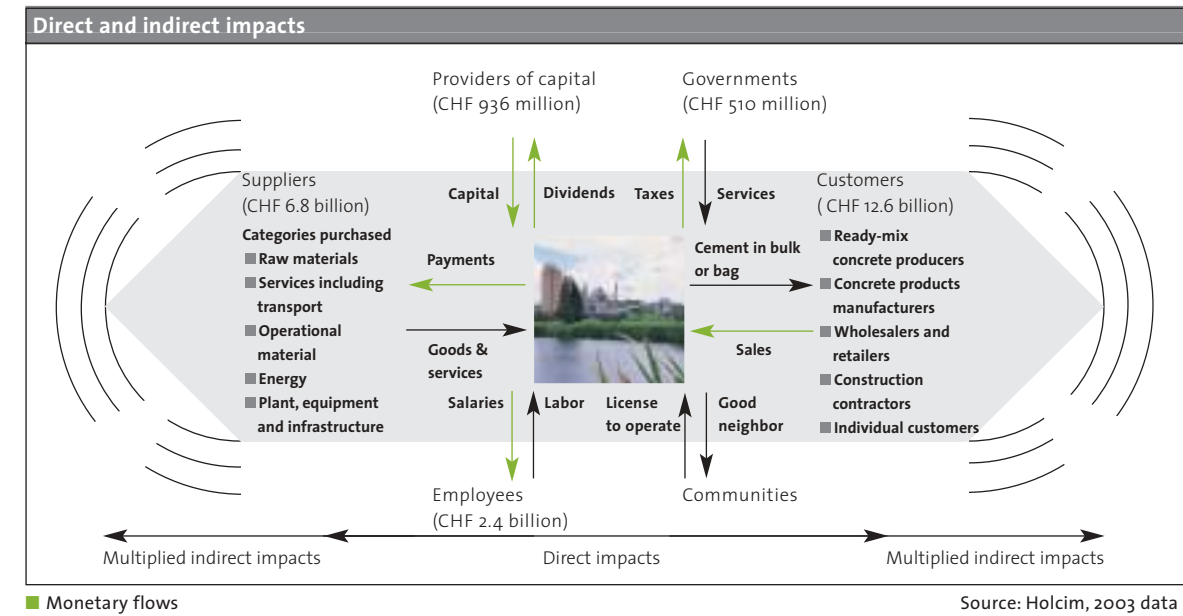 Direct and indirect impacts
Providers of capital
(CHF 936 million)
Governments
(CHF 510 million)
Suppliers
(CHF 6.8 billion)
Categories purchased
Raw materials
Services including
transport
Operational
material
Energy
Plant, equipment
and infrastructure
Capital
Dividends
Taxes
Services
Payments
Goods &
services
Cement in bulk
or bag
Sales
Salaries
Labor
License
to operate
Good
neighbor
Customers
( CHF 12.6 billion)
Ready-mix
concrete producers
Concrete products
manufacturers
Wholesalers and
retailers
Construction
contractors
Individual customers
Employees
(CHF 2.4 billion)
Communities
Multiplied indirect impacts
Direct impacts
Multiplied indirect impacts
Monetary flows
Source: Holcim, 2003 data